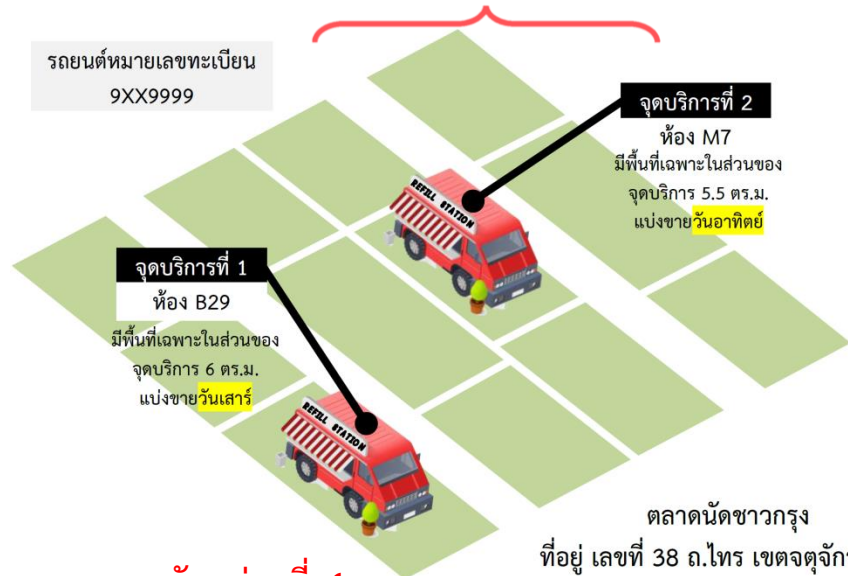 รถยนต์หมายเลขทะเบียน
9XX9999
จุดบริการที่ 2
ห้อง M7
มีพื้นที่เฉพาะในส่วนของ
จุดบริการ 5.5 ตร.ม.
แบ่งขายวันอาทิตย์
REFILL STATION
จุดบริการที่ 1
ห้อง B29
มีพื้นที่เฉพาะในส่วนของ
จุดบริการ 6 ตร.ม.
แบ่งขายวันเสาร์
REFILL STATION
ตลาดนัดชาวกรุง
ที่อยู่ เลขที่ 38 ถ.ไทร เขตจตุจัก